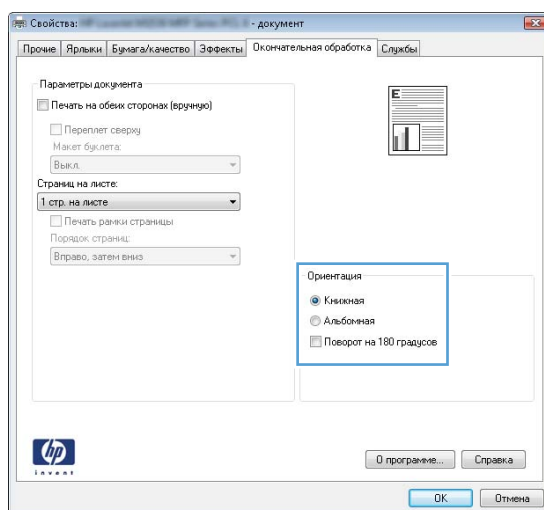 Свойства: - документ
Прочие Ярлыки Бумага/качество Эффекты Окончательная обработка Службы
Параметры документа
Печать на обеих сторонах (вручную)
Переплет сверху
Макет буклета:
Выкл.
Страниц на листе:
1 стр. на листе
Печать рамки страницы
Порядок страниц:
Вправо, затем вниз
E
Ориентация
Книжная
Альбомная
Поворот на 180 градусов
hp
invent
О программе... Справка
OK Отмена